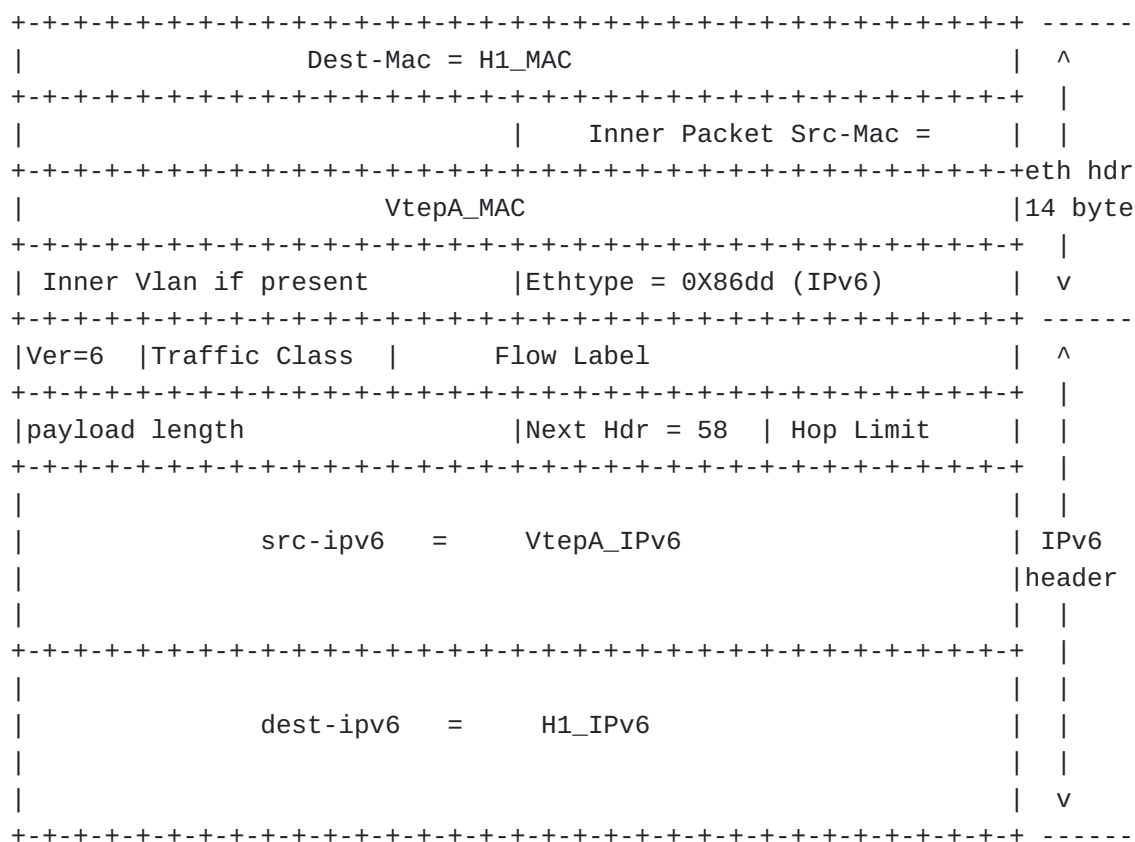 +-+-+-+-+-+-+-+-+-+-+-+-+-+-+-+-+-+-+-+-+-+-+-+-+-+-+-+-+-+-+-+-+ ------
|                  Dest-Mac = H1_MAC                            |  ^
+-+-+-+-+-+-+-+-+-+-+-+-+-+-+-+-+-+-+-+-+-+-+-+-+-+-+-+-+-+-+-+-+  |
|                               |    Inner Packet Src-Mac =     |  |
+-+-+-+-+-+-+-+-+-+-+-+-+-+-+-+-+-+-+-+-+-+-+-+-+-+-+-+-+-+-+-+-+eth hdr
|                       VtepA_MAC                               |14 byte
+-+-+-+-+-+-+-+-+-+-+-+-+-+-+-+-+-+-+-+-+-+-+-+-+-+-+-+-+-+-+-+-+  |
| Inner Vlan if present         |Ethtype = 0X86dd (IPv6)        |  v
+-+-+-+-+-+-+-+-+-+-+-+-+-+-+-+-+-+-+-+-+-+-+-+-+-+-+-+-+-+-+-+-+ ------
|Ver=6  |Traffic Class  |      Flow Label                       |  ^
+-+-+-+-+-+-+-+-+-+-+-+-+-+-+-+-+-+-+-+-+-+-+-+-+-+-+-+-+-+-+-+-+  |
|payload length                 |Next Hdr = 58  | Hop Limit     |  |
+-+-+-+-+-+-+-+-+-+-+-+-+-+-+-+-+-+-+-+-+-+-+-+-+-+-+-+-+-+-+-+-+  |
|                                                               |  |
|               src-ipv6   =     VtepA_IPv6                     | IPv6
|                                                               |header
|                                                               |  |
+-+-+-+-+-+-+-+-+-+-+-+-+-+-+-+-+-+-+-+-+-+-+-+-+-+-+-+-+-+-+-+-+  |
|                                                               |  |
|               dest-ipv6   =     H1_IPv6                       |  |
|                                                               |  |
|                                                               |  v
+-+-+-+-+-+-+-+-+-+-+-+-+-+-+-+-+-+-+-+-+-+-+-+-+-+-+-+-+-+-+-+-+ ------